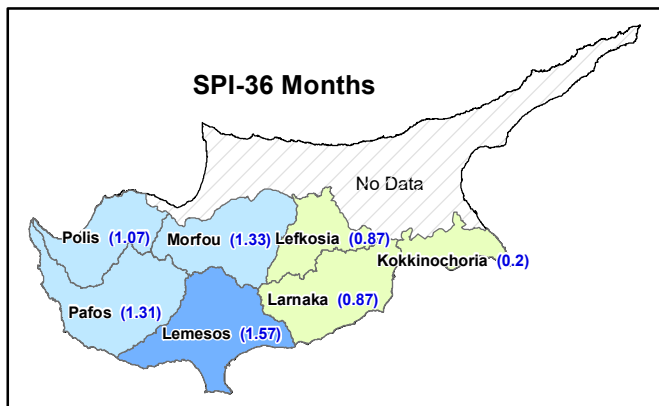 SPI-36 Months
No Data
Polis (1.07)
Morfou (1.33)
Lefkosia (0.87)
Kokkinochoria (0.2)
Pafos (1.31)
Larnaka (0.87)
Lemesos (1.57)